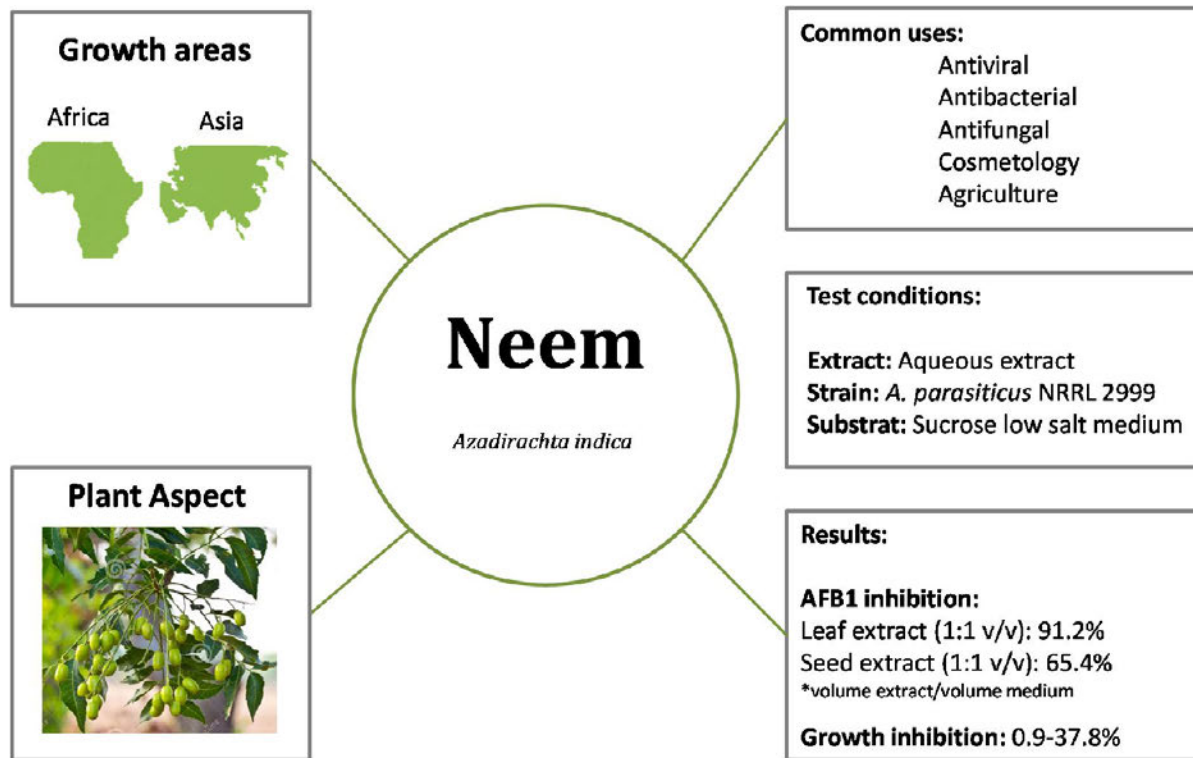 Growth areas
Africa
Asia
Plant Aspect
Neem
Azadirachta indica
Common uses:
Antiviral
Antibacterial
Antifungal
Cosmetology
Agriculture
Test conditions:
Extract: Aqueous extract
Strain: A. parasiticus NRRL 2999
Substrat: Sucrose low salt medium
Results:
AFB1 inhibition:
Leaf extract (1:1 v/v): 91.2%
Seed extract (1:1 v/v): 65.4%
*volume extract/volume medium
Growth inhibition: 0.9-37.8%